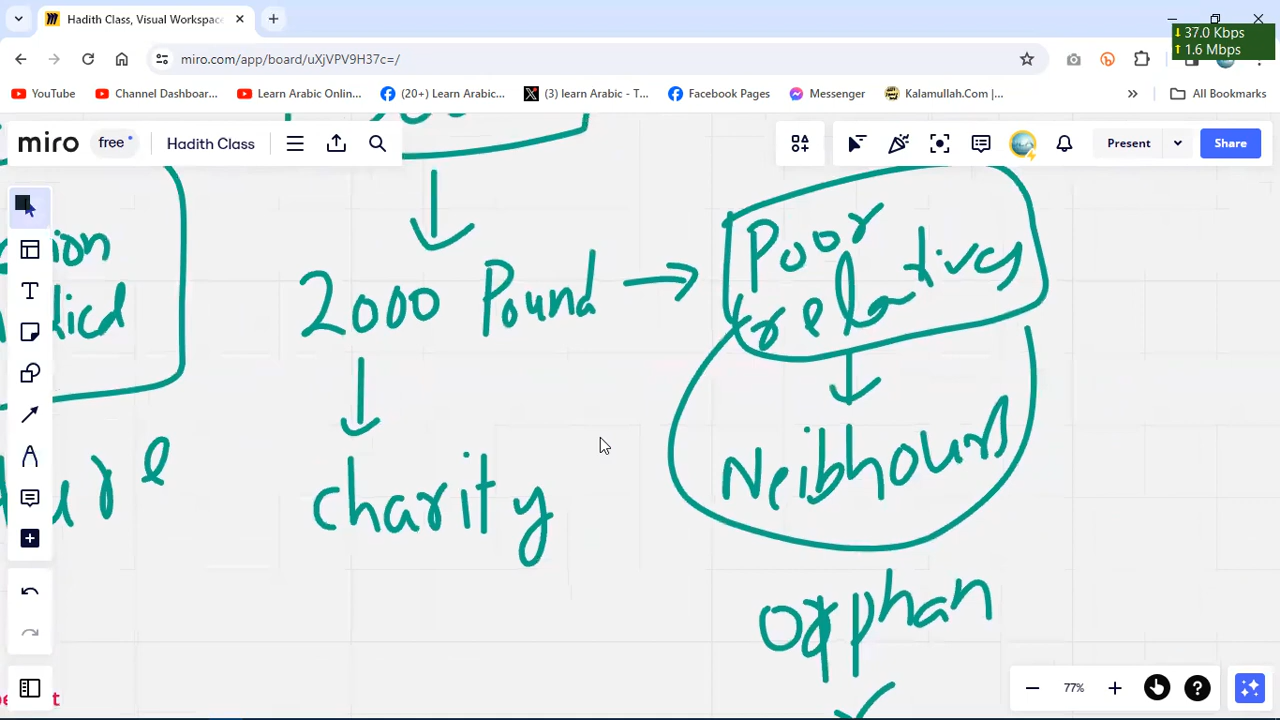 Hadith Class, Visual Workspac
37.0 Kbps
1.6 Mbps
miro.com/app/board/uXjVPV9H37c=/
YouTube
Channel Dashboar...
Learn Arabic Onlin...
(20+) Learn Arabic...
(3) learn Arabic - T...
Facebook Pages
Messenger
Kalamullah.Com |...
All Bookmarks
miro
free
Hadith Class
Present
Share
2000 Pound
Poor
relatives
charity
Neibhours
orphan
77%